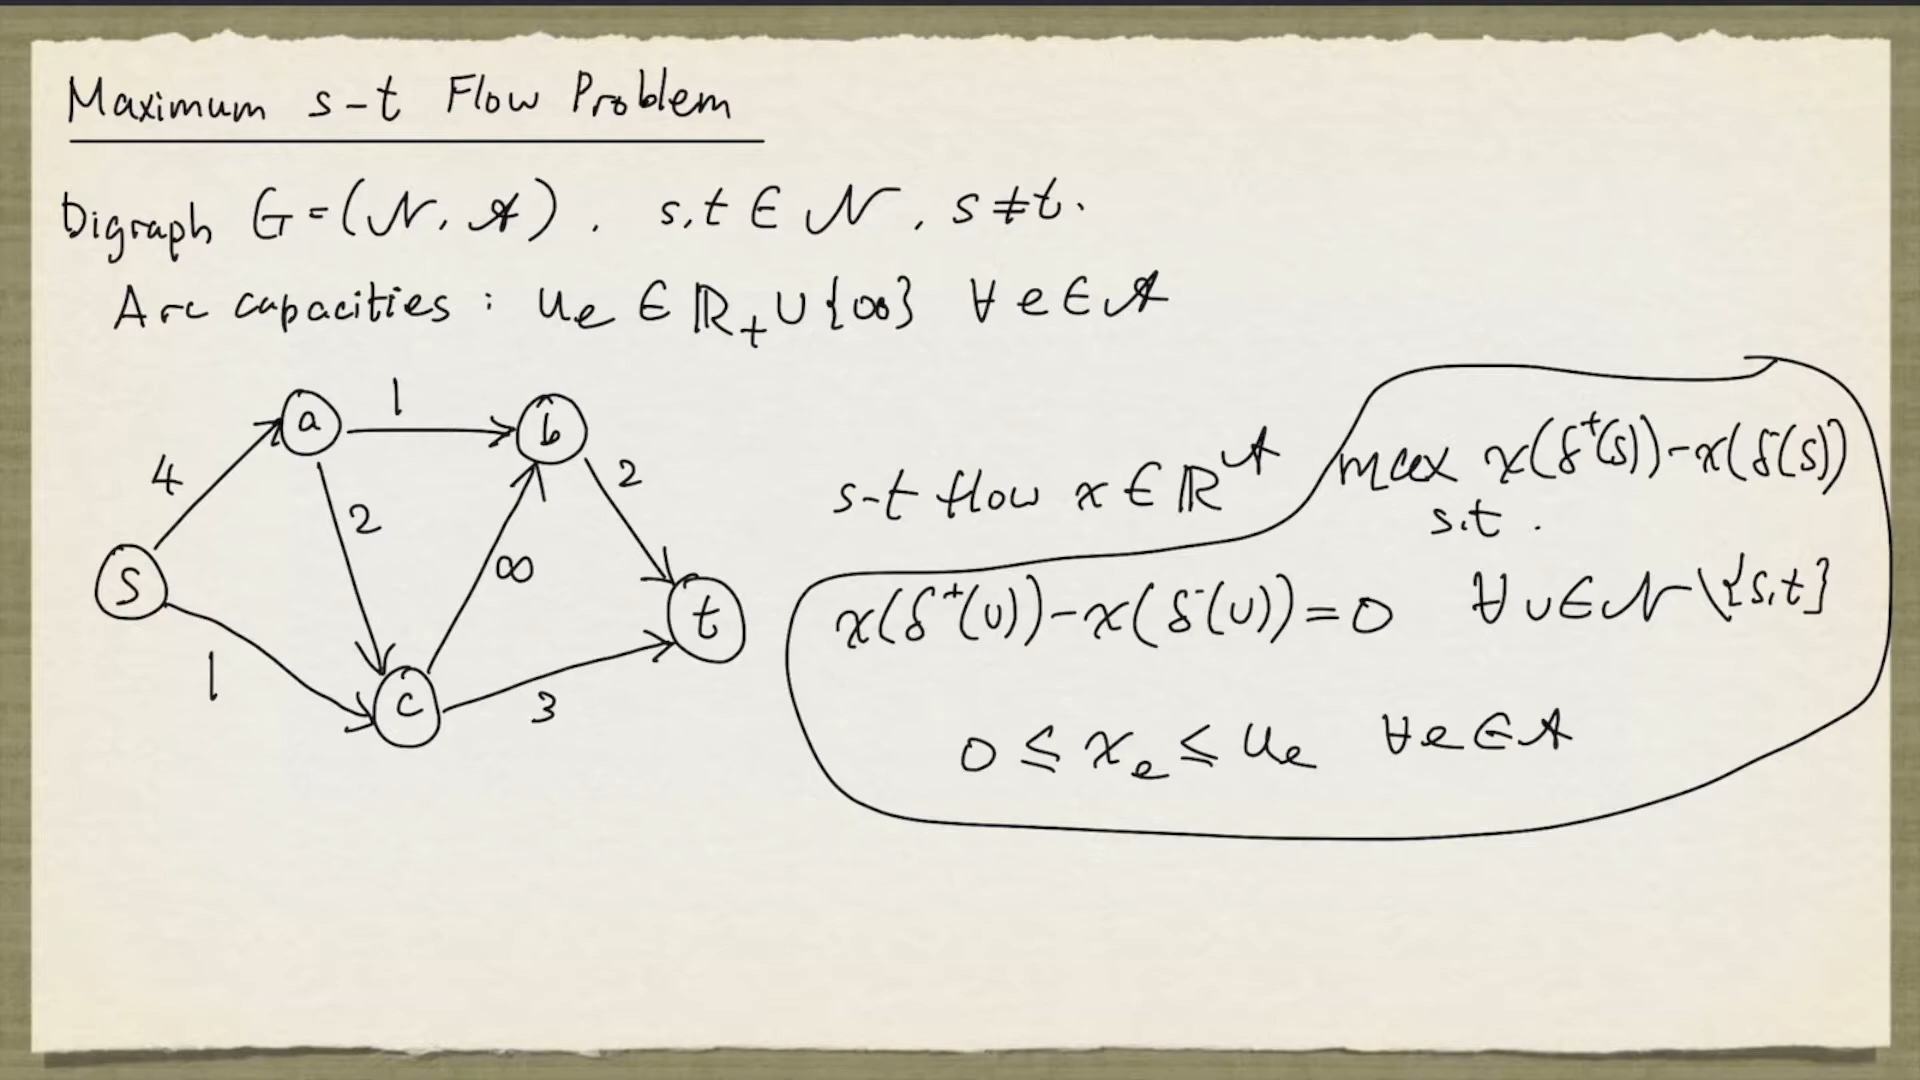 Maximum s-t Flow Problem
Digraph G=(𝒩, 𝒜). s,t ∈ 𝒩, s≠t.
Arc capacities: uₑ ∈ ℝ₊ ∪ {∞} ∀ e ∈ 𝒜
4
a
1
b
2
2
∞
s
t
1
c
3
s-t flow x ∈ ℝ^𝒜
max x(δ⁺(s))-x(δ(s))
s.t.
x(δ⁺(v))-x(δ⁻(v))=0 ∀ v∈𝒩\{s,t}
0 ≤ xₑ ≤ uₑ ∀e∈𝒜